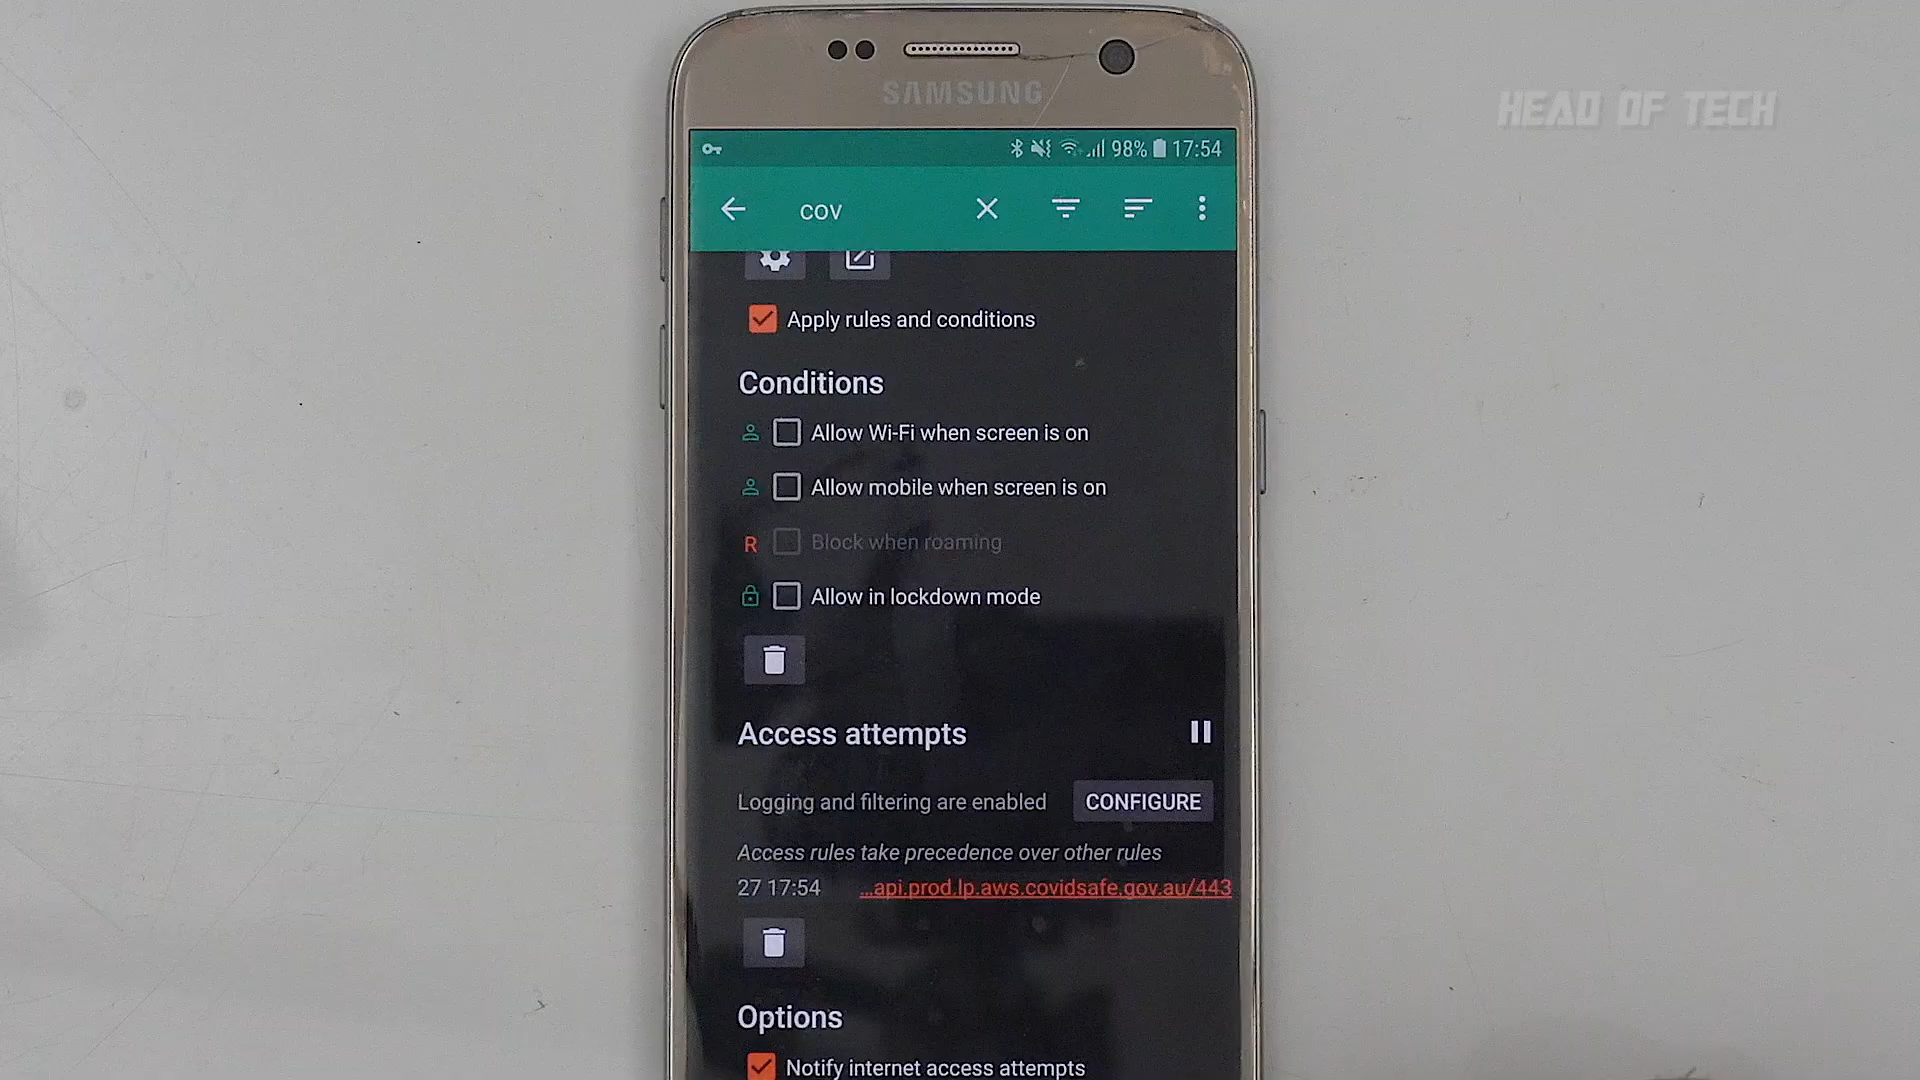 HEAD OF TECH
SAMSUNG
98% 17:54
cov
Apply rules and conditions
Conditions
Allow Wi-Fi when screen is on
Allow mobile when screen is on
R Block when roaming
Allow in lockdown mode
Access attempts
Logging and filtering are enabled CONFIGURE
Access rules take precedence over other rules
27 17:54 ...api.prod.lp.aws.covidsafe.gov.au/443
Options
Notify internet access attempts